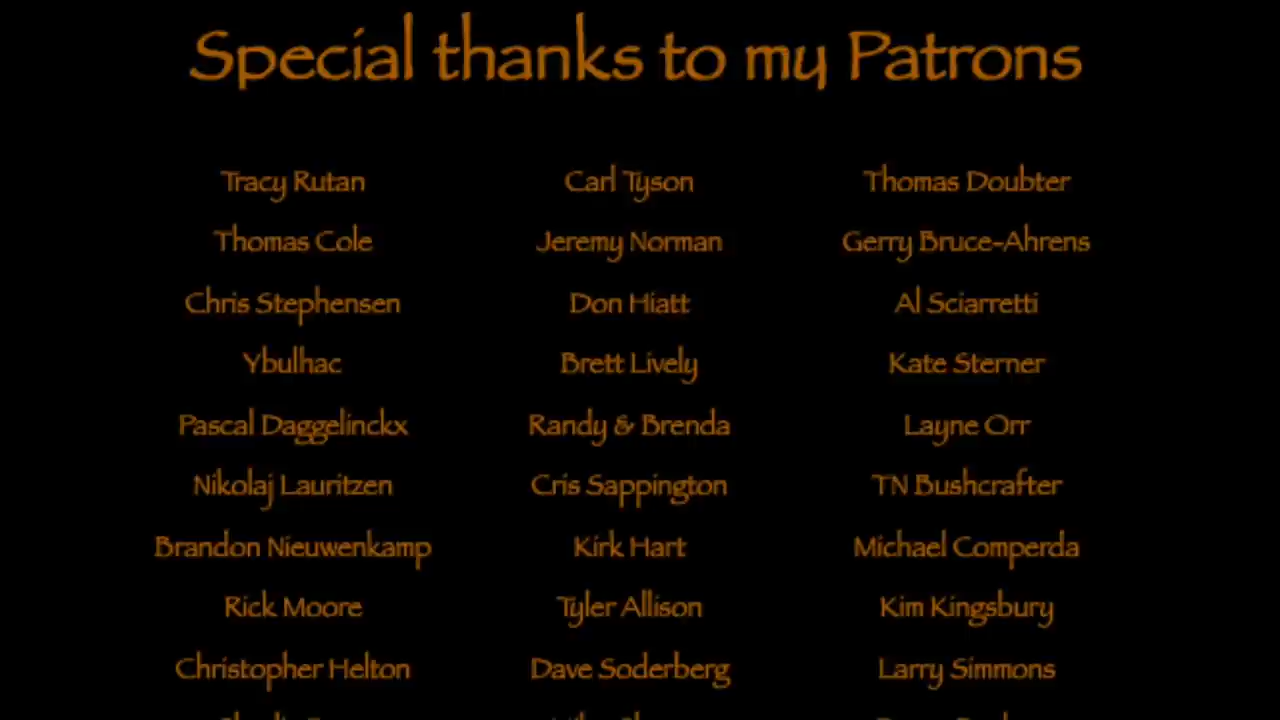 Special thanks to my Patrons
Tracy Rutan Carl Tyson Thomas Doubter
Thomas Cole Jeremy Norman Gerry Bruce-Ahrens
Chris Stephensen Don Hiatt Al Sciarretti
Ybulhac Brett Lively Kate Sterner
Pascal Daggelinckx Randy & Brenda Layne Orr
Nikolaj Lauritzen Cris Sappington TN Bushcrafter
Brandon Nieuwenkamp Kirk Hart Michael Comperda
Rick Moore Tyler Allison Kim Kingsbury
Christopher Helton Dave Soderberg Larry Simmons